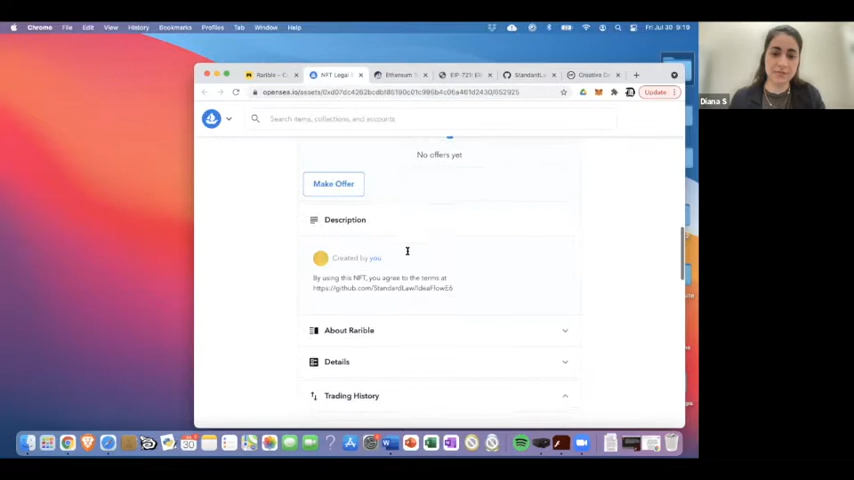 Chrome File Edit View History Bookmarks Profiles Tab Window Help
Fri Jul 30 9:19
Diana S
Rarible – C
NFT Legal T
Ethereum S
EIP-721: ER
StandardLa
Creative Co
Update
Search items, collections, and accounts
No offers yet
Make Offer
Description
Created by you
By using this NFT, you agree to the terms at
https://github.com/StandardLaw/IdeaFlowE6
About Rarible
Details
Trading History